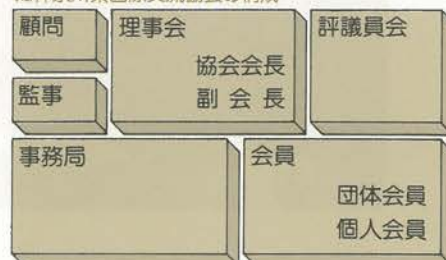 顧問
理事会
協会会長
副会長
評議員会
監事
事務局
会員
団体会員
個人会員